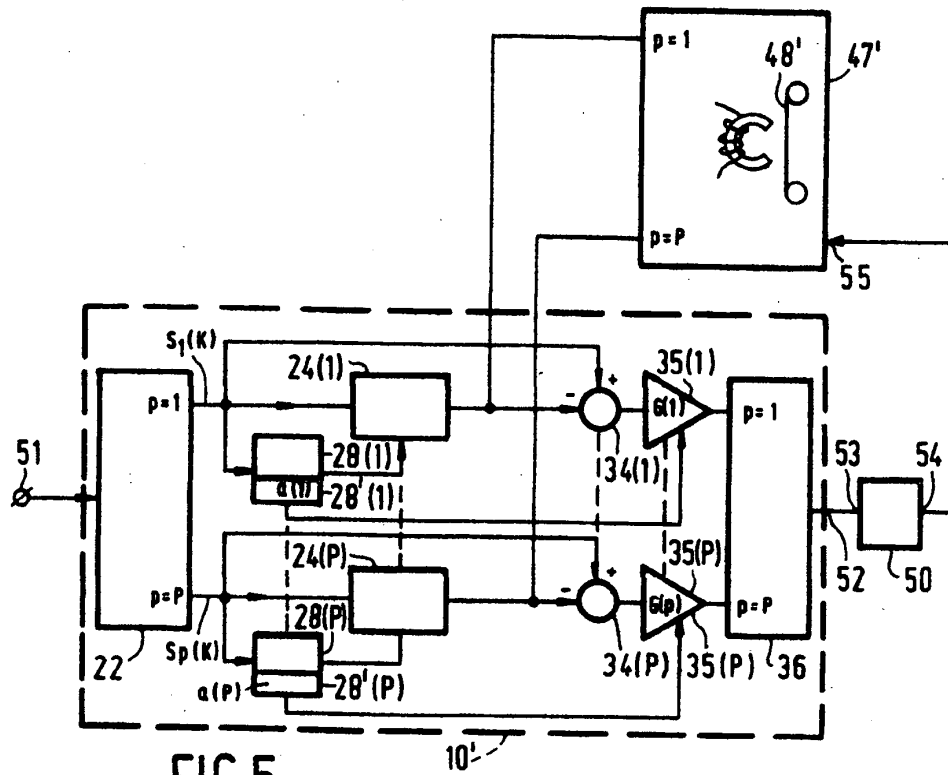 p=1
48'
47'
p=P
55
S1(K)
24(1)
+
35(1)
p=1
-
G(1)
p=1
51
28(1)
34(1)
53
54
a(1)
28'(1)
24(P)
+
35(P)
52
50
p=P
28(P)
-
G(p)
p=P
22
Sp(K)
34(P)
35(P)
36
a(P)
28'(P)
10'
FIG.5